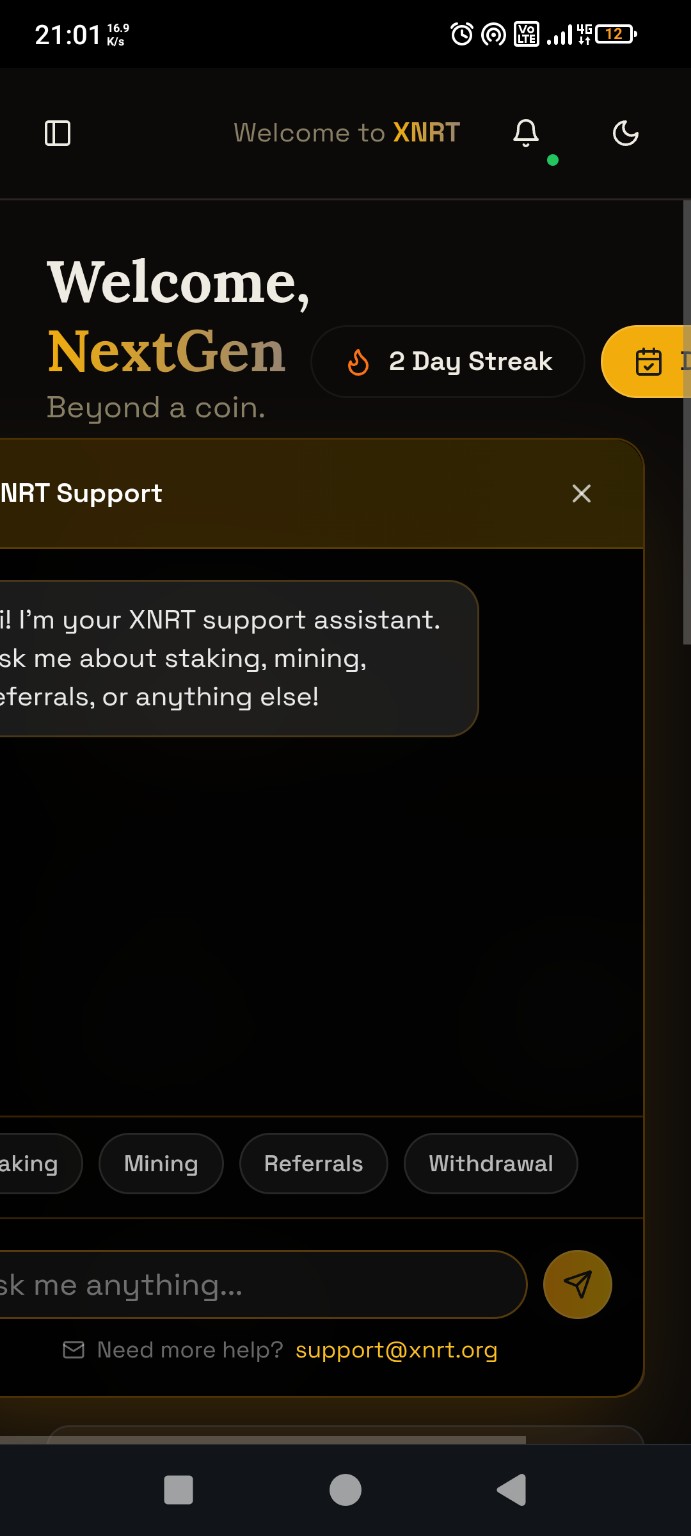 21:01 16.9 K/s VoLTE 4G 12
Welcome to XNRT
Welcome,
NextGen
2 Day Streak
Beyond a coin.
NRT Support
i! I'm your XNRT support assistant.
sk me about staking, mining,
eferrals, or anything else!
aking Mining Referrals Withdrawal
sk me anything...
Need more help? support@xnrt.org